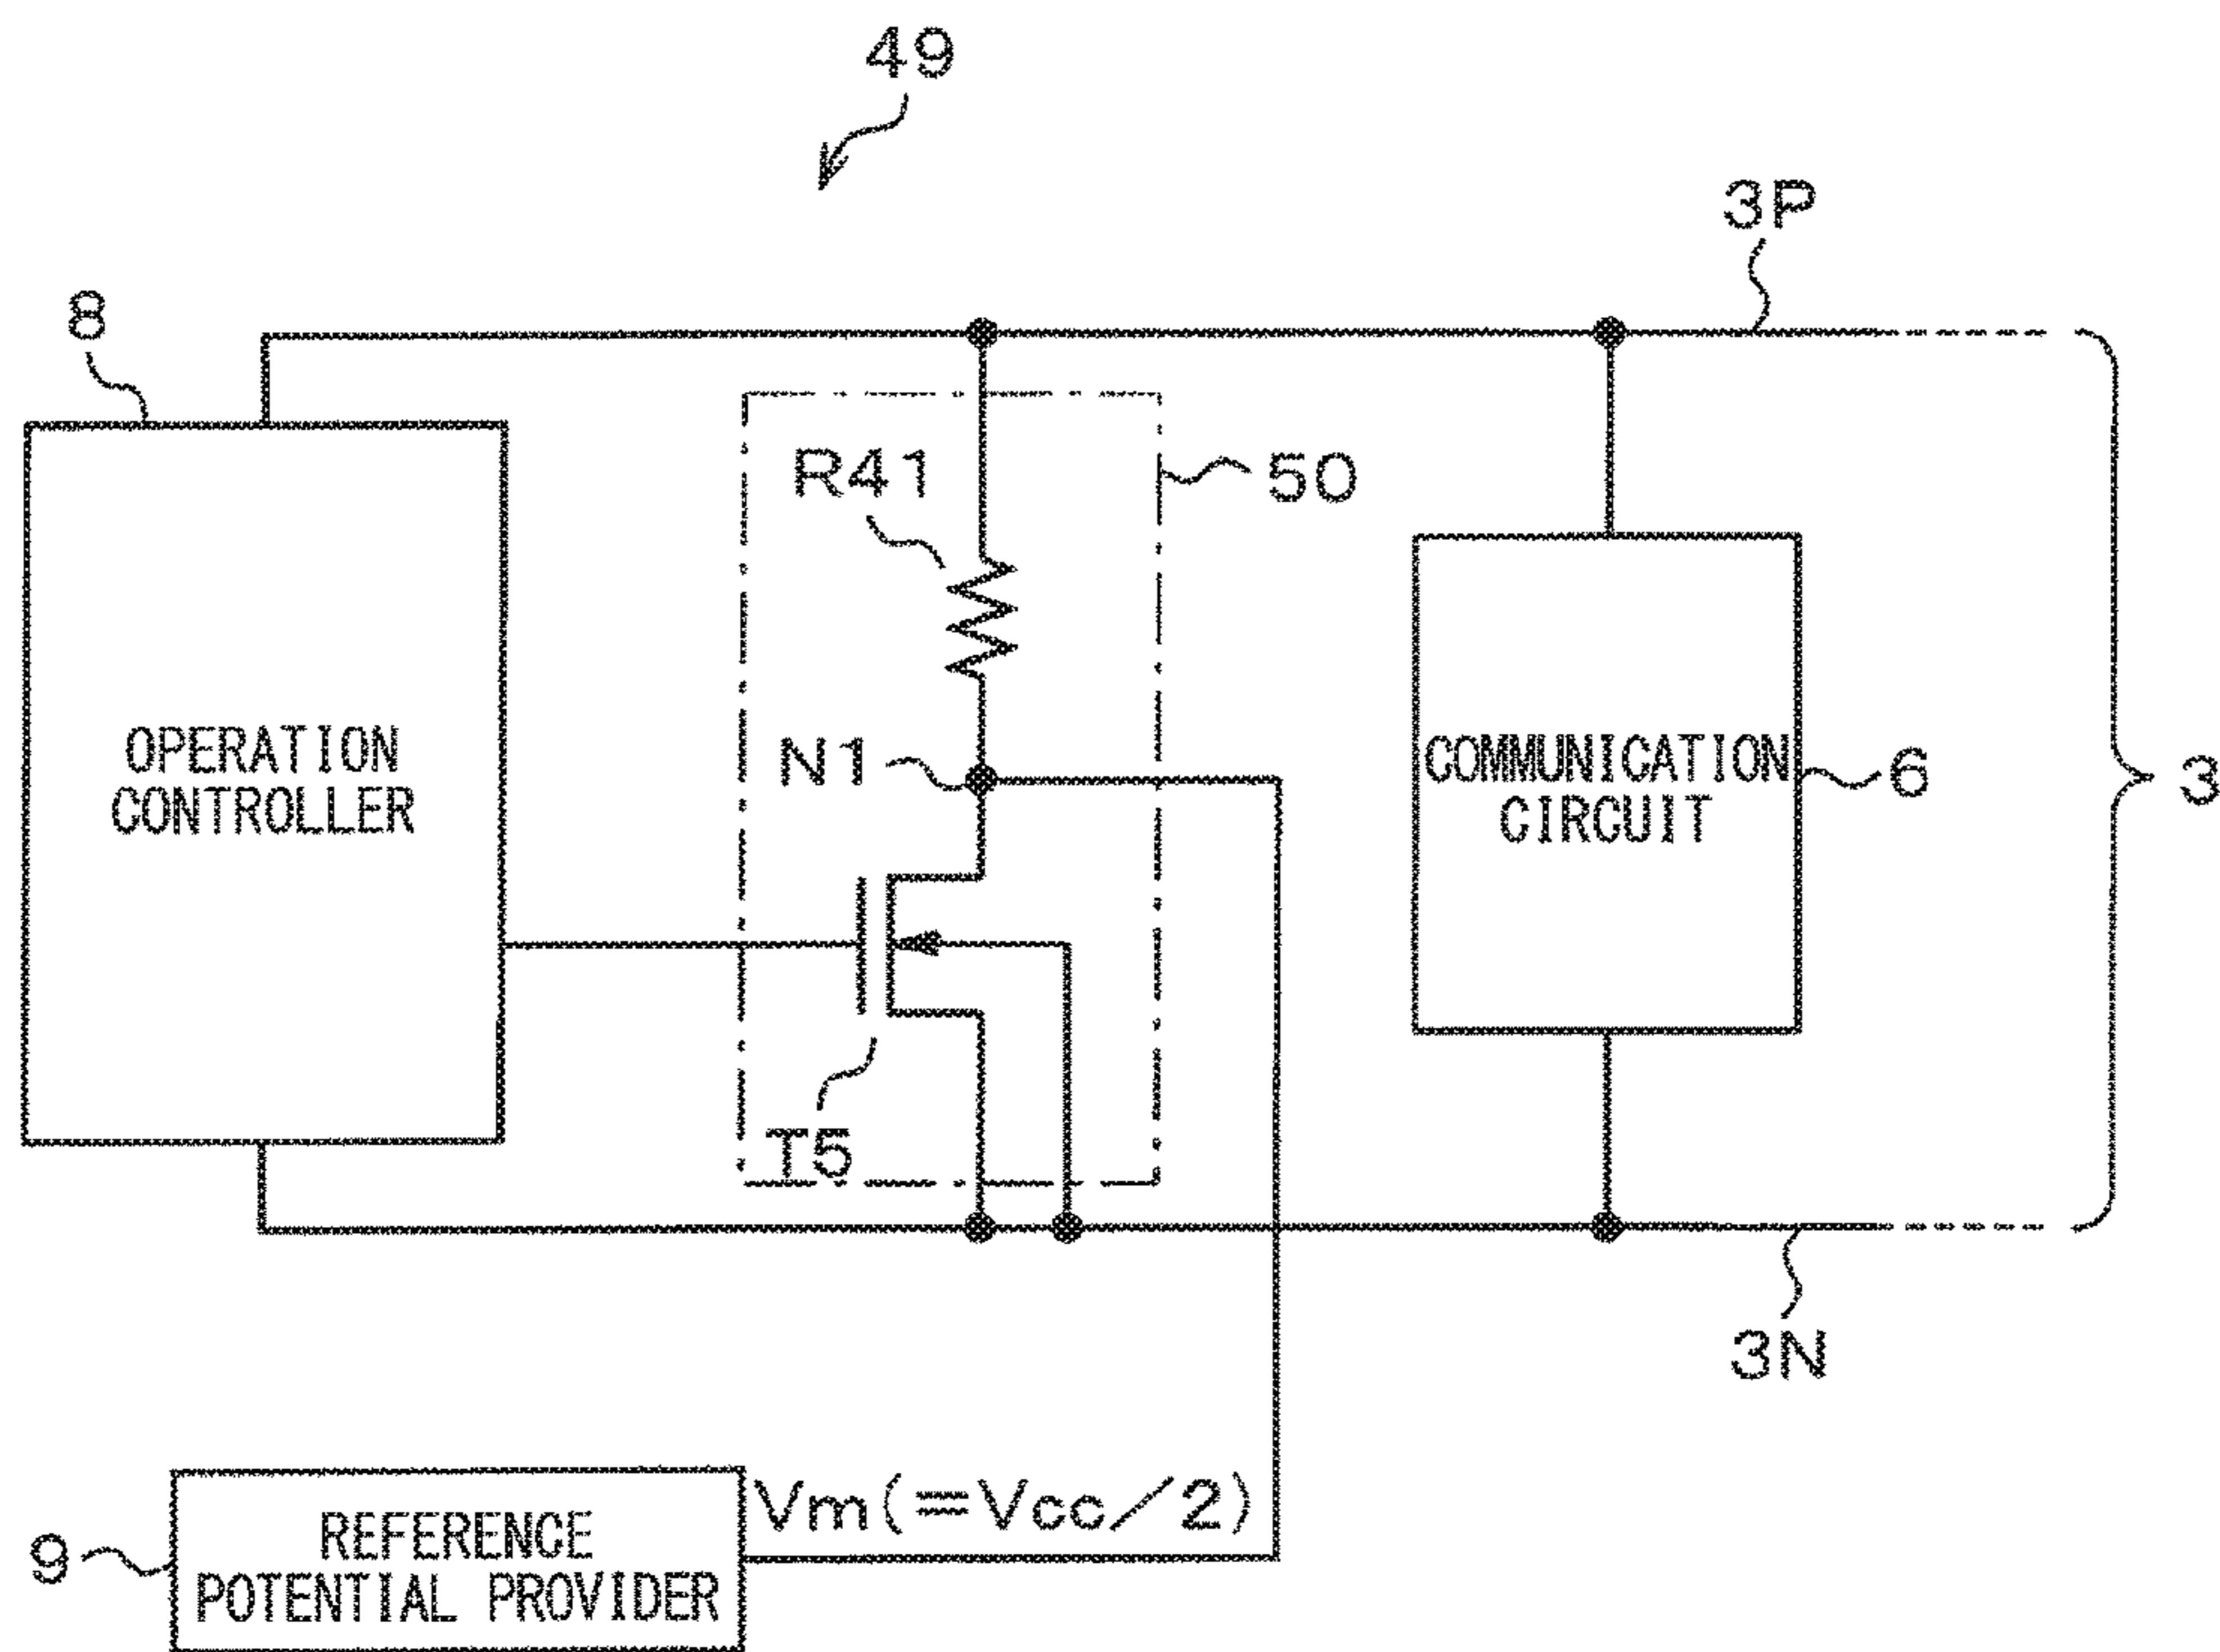 49
3P
8
R41
50
OPERATION
CONTROLLER
N1
COMMUNICATION
CIRCUIT
6
3
T5
3N
Vm(=Vcc/2)
9
REFERENCE
POTENTIAL PROVIDER